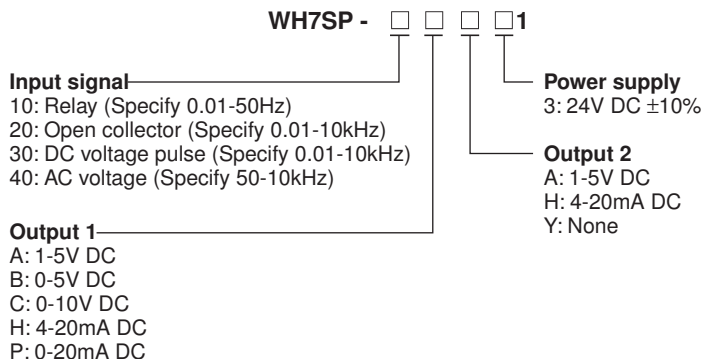 WH7SP - □ □ □ □1
Input signal
10: Relay (Specify 0.01-50Hz)
20: Open collector (Specify 0.01-10kHz)
30: DC voltage pulse (Specify 0.01-10kHz)
40: AC voltage (Specify 50-10kHz)
Output 1
A: 1-5V DC
B: 0-5V DC
C: 0-10V DC
H: 4-20mA DC
P: 0-20mA DC
Power supply
3: 24V DC ±10%
Output 2
A: 1-5V DC
H: 4-20mA DC
Y: None